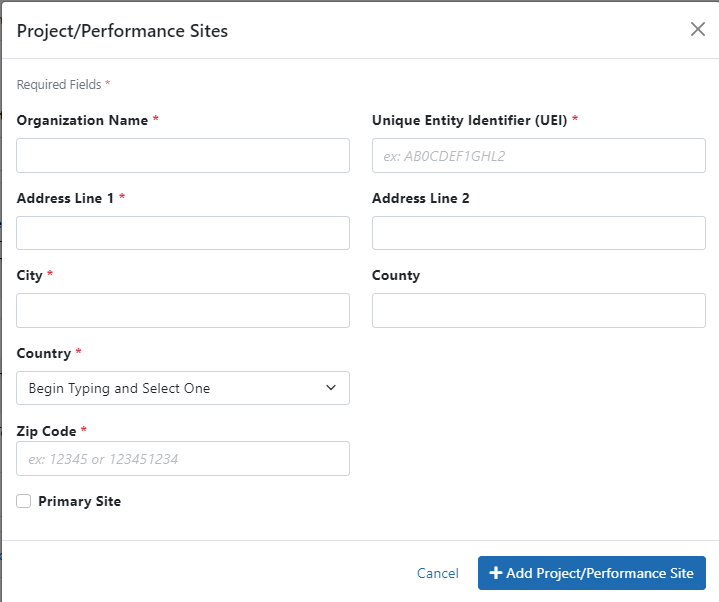 Project/Performance Sites
Required Fields *
Organization Name *
Unique Entity Identifier (UEI) *
ex: AB0CDEF1GHL2
Address Line 1 *
Address Line 2
City *
County
Country *
Begin Typing and Select One
Zip Code *
ex: 12345 or 123451234
Primary Site
Cancel
+ Add Project/Performance Site